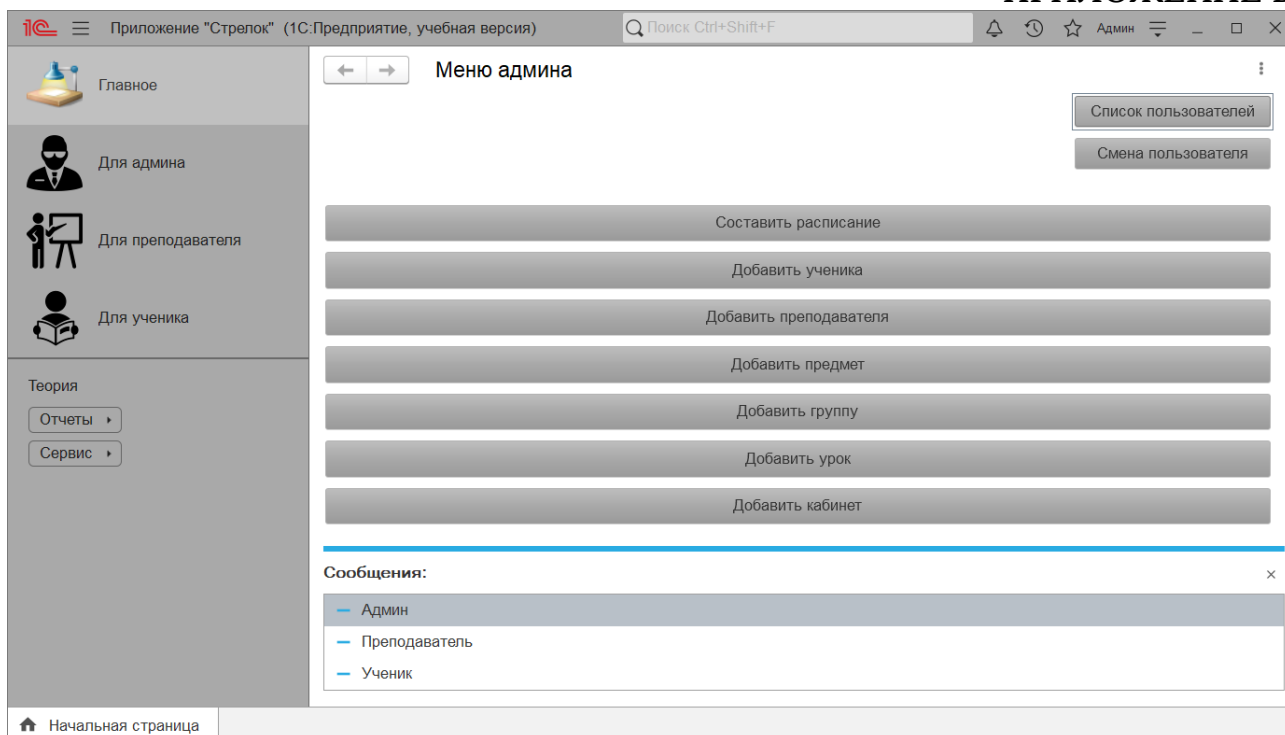 Приложение "Стрелок" (1С:Предприятие, учебная версия)
Поиск Ctrl+Shift+F
Админ
Главное
Для админа
Для преподавателя
Для ученика
Теория
Отчеты
Сервис
Меню админа
Список пользователей
Смена пользователя
Составить расписание
Добавить ученика
Добавить преподавателя
Добавить предмет
Добавить группу
Добавить урок
Добавить кабинет
Сообщения:
Админ
Преподаватель
Ученик
Начальная страница